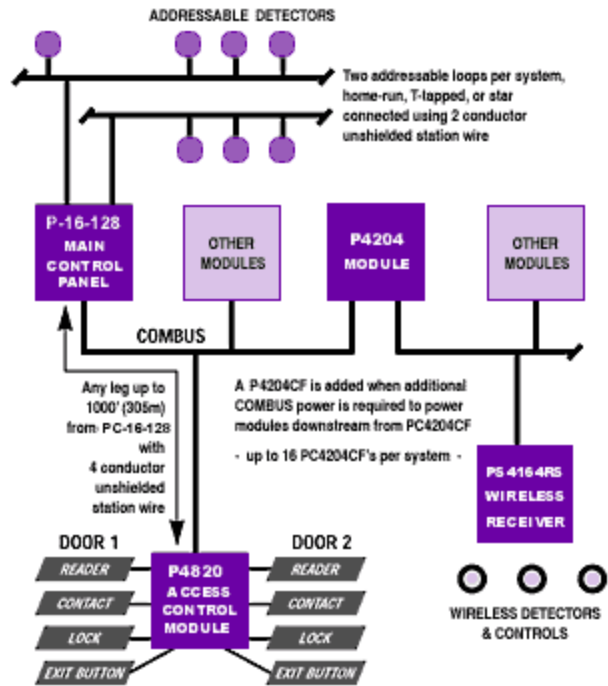 ADDRESSABLE DETECTORS
Two addressable loops per system,
home-run, T-tapped, or star
connected using 2 conductor
unshielded station wire
P-16-128
MAIN
CONTROL
PANEL
OTHER
MODULES
P4204
MODULE
OTHER
MODULES
COMBUS
Any leg up to
1000' (305m)
from PC-16-128
with
4 conductor
unshielded
station wire
A P4204CF is added when additional
COMBUS power is required to power
modules downstream from PC4204CF
- up to 16 PC4204CF's per system -
PS4164RS
WIRELESS
RECEIVER
DOOR 1
READER
CONTACT
LOCK
EXIT BUTTON
P4820
ACCESS
CONTROL
MODULE
DOOR 2
READER
CONTACT
LOCK
EXIT BUTTON
WIRELESS DETECTORS
& CONTROLS